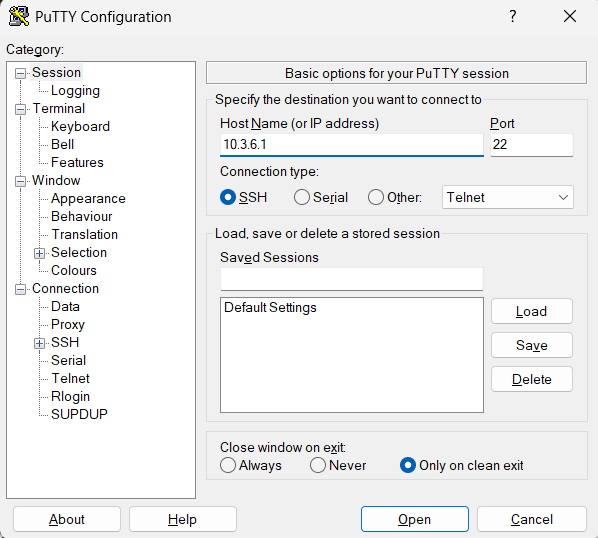 PuTTY Configuration
?
Category:
Session
Logging
Terminal
Keyboard
Bell
Features
Window
Appearance
Behaviour
Translation
Selection
Colours
Connection
Data
Proxy
SSH
Serial
Telnet
Rlogin
SUPDUP
Basic options for your PuTTY session
Specify the destination you want to connect to
Host Name (or IP address) Port
10.3.6.1 22
Connection type:
SSH Serial Other: Telnet
Load, save or delete a stored session
Saved Sessions
Default Settings
Load
Save
Delete
Close window on exit:
Always Never Only on clean exit
About Help Open Cancel